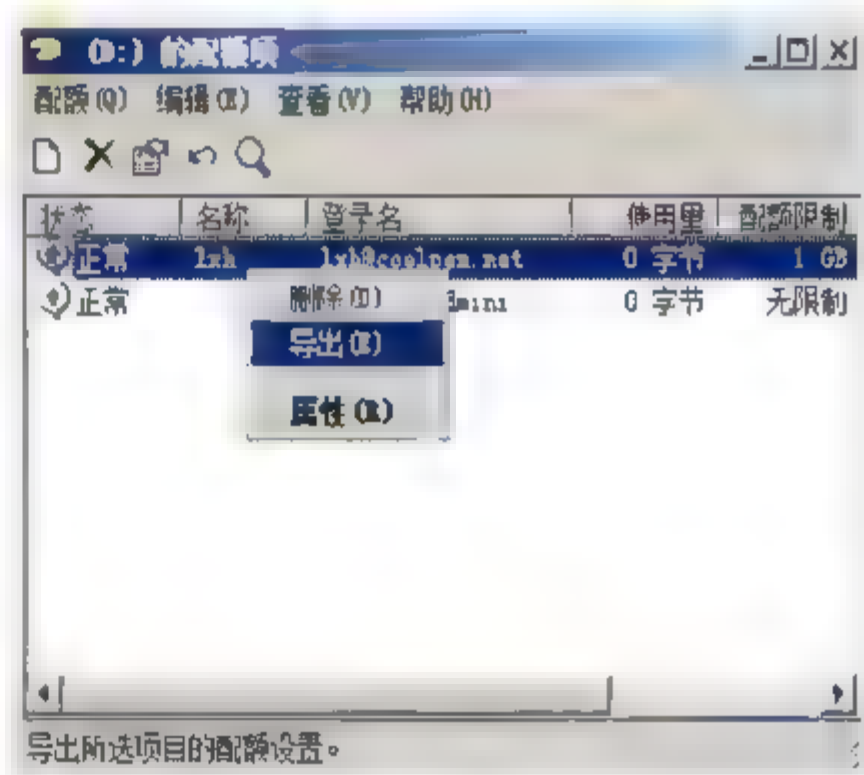 (D:) 的配额项
配额(Q) 编辑(E) 查看(V) 帮助(H)
状态 名称 登录名 使用量 配额限制
正常 lxh lxh@coolpen.net 0 字节 1 GB
正常 0 字节 无限制
删除(D)
导出(E)
属性(R)
导出所选项目的配额设置。